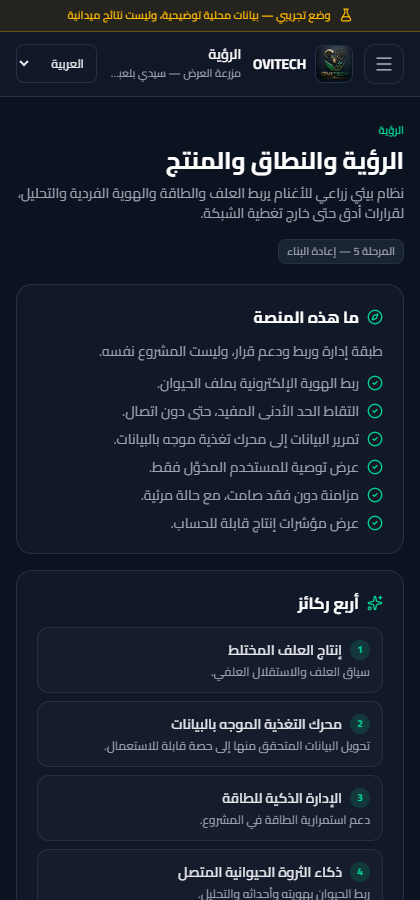 وضع تجريبي — بيانات محلية توضيحية، وليست نتائج ميدانية
OVITECH
الرؤية
مزرعة العرض — سيدي بلعبـ...
العربية
الرؤية
الرؤية والنطاق والمنتج
نظام بيئي زراعي للأغنام يربط العلف والطاقة والهوية الفردية والتحليل،
لقرارات أدق حتى خارج تغطية الشبكة.
المرحلة 5 — إعادة البناء
ما هذه المنصة
طبقة إدارة وربط ودعم قرار، وليست المشروع نفسه.
ربط الهوية الإلكترونية بملف الحيوان.
التقاط الحد الأدنى المفيد، حتى دون اتصال.
تمرير البيانات إلى محرك تغذية موجه بالبيانات.
عرض توصية للمستخدم المخوَّل فقط.
مزامنة دون فقد صامت، مع حالة مرئية.
عرض مؤشرات إنتاج قابلة للحساب.
أربع ركائز
1 إنتاج العلف المختلط
سياق العلف والاستقلال العلفي.
2 محرك التغذية الموجه بالبيانات
تحويل البيانات المتحقق منها إلى حصة قابلة للاستعمال.
3 الإدارة الذكية للطاقة
دعم استمرارية الطاقة في المشروع.
4 ذكاء الثروة الحيوانية المتصل
ربط الحيوان بهويته وأحداثه والتحليل.